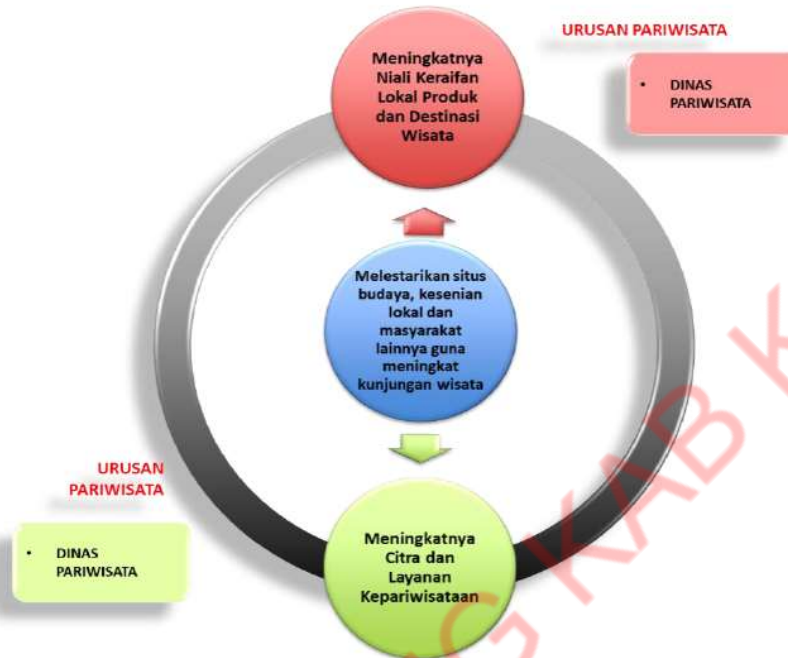 URUSAN PARIWISATA
• DINAS
PARIWISATA
Meningkatnya
Niali Keraifan
Lokal Produk
dan Destinasi
Wisata
Melestarikan situs
budaya, kesenian
lokal dan
masyarakat
lainnya guna
meningkat
kunjungan wisata
URUSAN
PARIWISATA
• DINAS
PARIWISATA
Meningkatnya
Citra dan
Layanan
Kepariwisataan
G KAB K